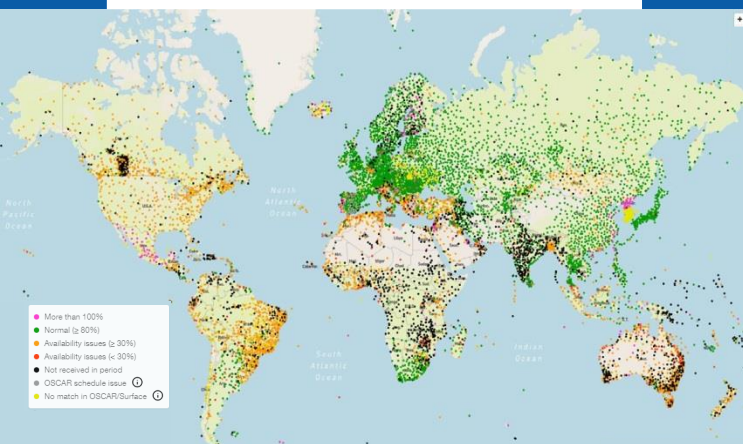 +
North
Pacific
Ocean
North
Atlantic
Ocean
South
Atlantic
Ocean
Indian
Ocean
More than 100%
Normal (≥ 80%)
Availability issues (≥ 30%)
Availability issues (< 30%)
Not received in period
OSCAR schedule issue ⓘ
No match in OSCAR/Surface ⓘ